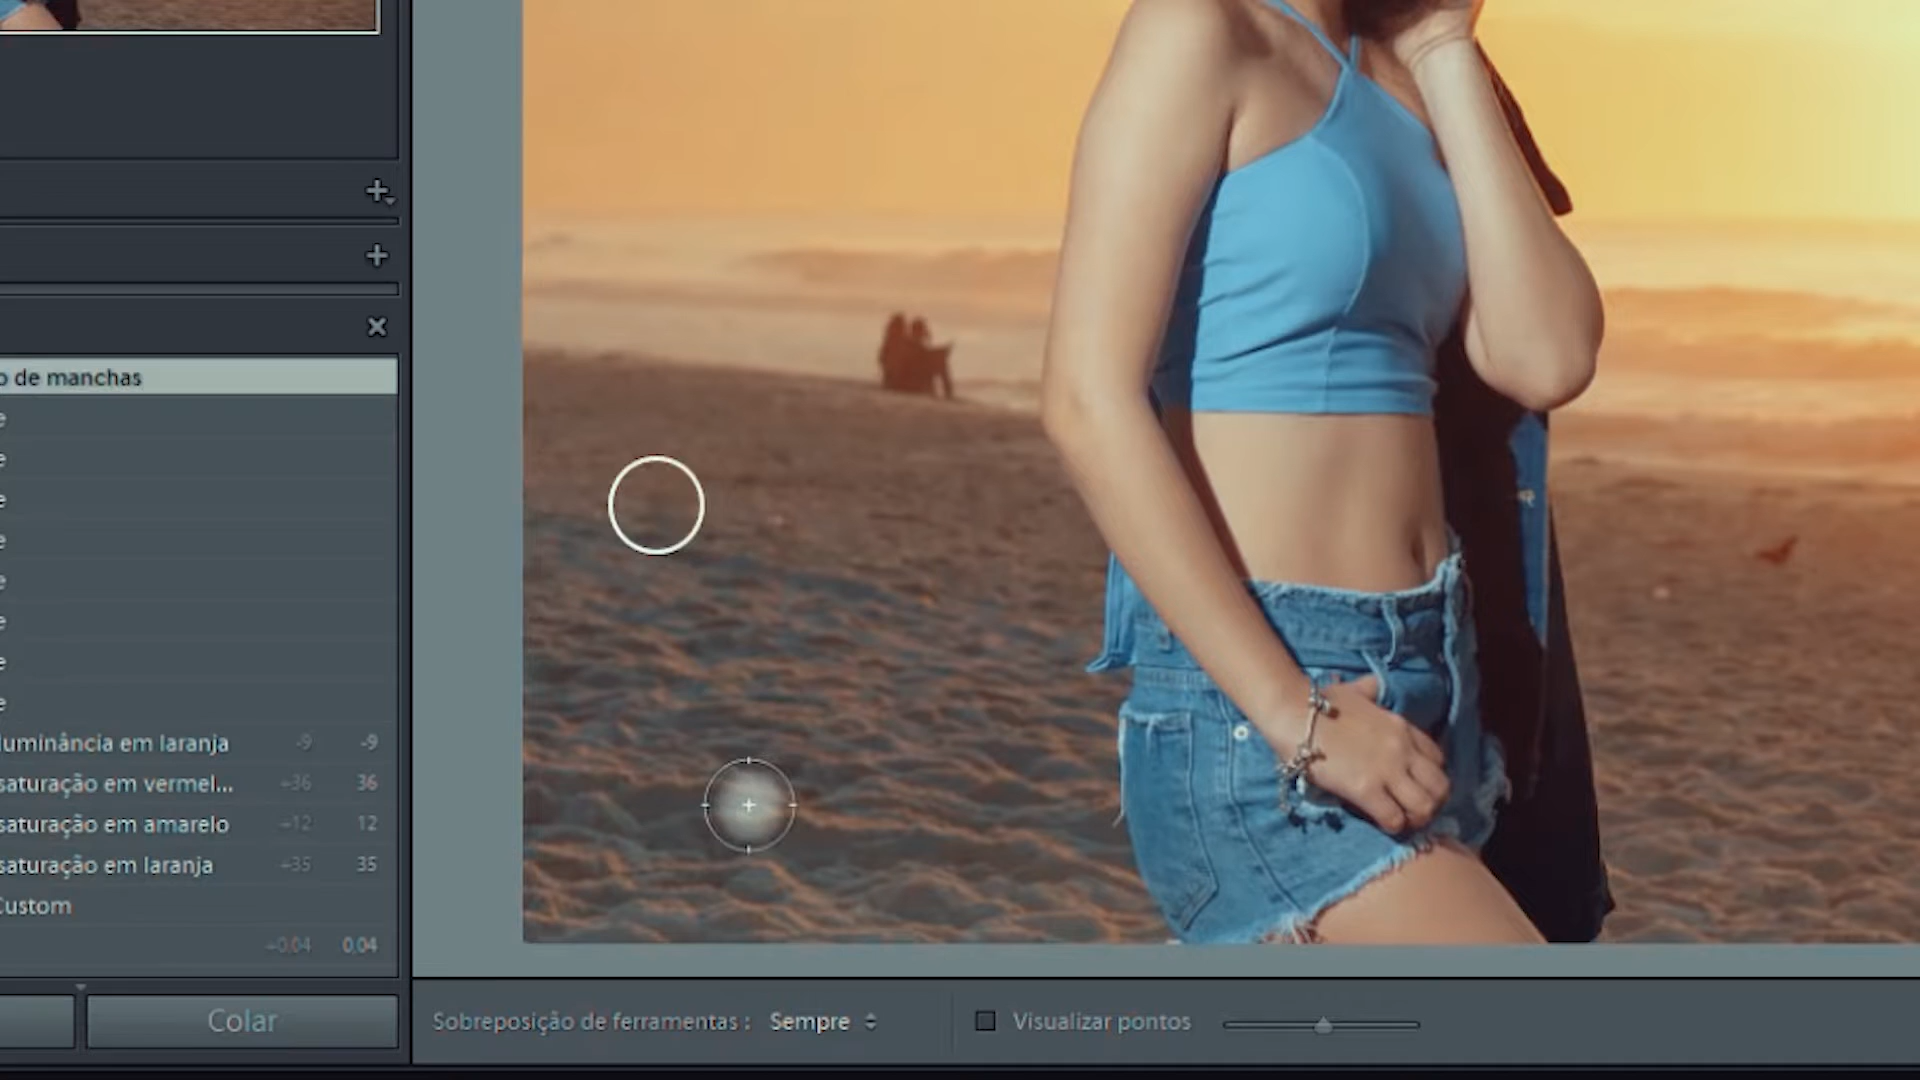 de manchas
luminância em laranja -9 -9
saturação em vermel... +36 36
saturação em amarelo +12 12
saturação em laranja +35 35
Custom
+0,04 0,04
Colar
Sobreposição de ferramentas : Sempre
Visualizar pontos